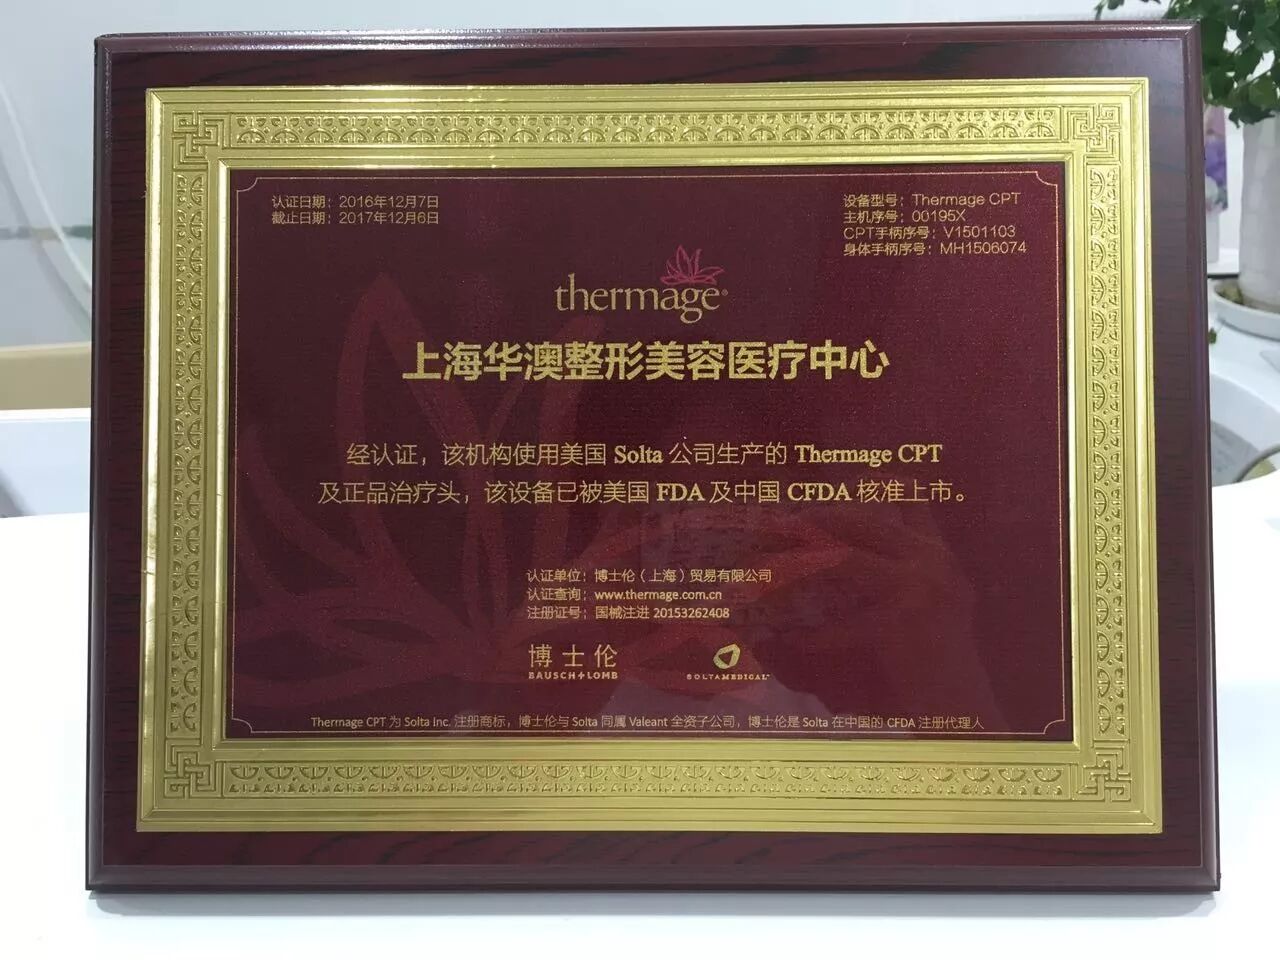 认证日期：2016年12月7日
截止日期：2017年12月6日
设备型号：Thermage CPT
主机序号：00195X
CPT手柄序号：V1501103
身体手柄序号：MH1506074
thermage®
上海华澳整形美容医疗中心
经认证，该机构使用美国 Solta 公司生产的 Thermage CPT
及正品治疗头，该设备已被美国 FDA 及中国 CFDA 核准上市。
认证单位：博士伦（上海）贸易有限公司
认证查询：www.thermage.com.cn
注册证号：国械注进 20153262408
博士伦
BAUSCH+LOMB
SOLTAMEDICAL™
Thermage CPT 为 Solta Inc. 注册商标，博士伦与 Solta 同属 Valeant 全资子公司，博士伦是 Solta 在中国的 CFDA 注册代理人